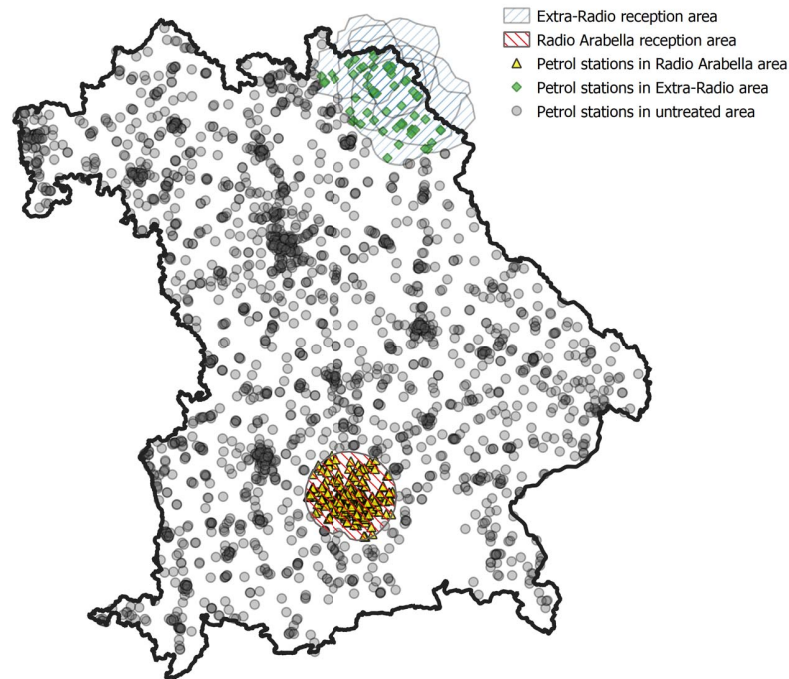 Extra-Radio reception area
Radio Arabella reception area
Petrol stations in Radio Arabella area
Petrol stations in Extra-Radio area
Petrol stations in untreated area